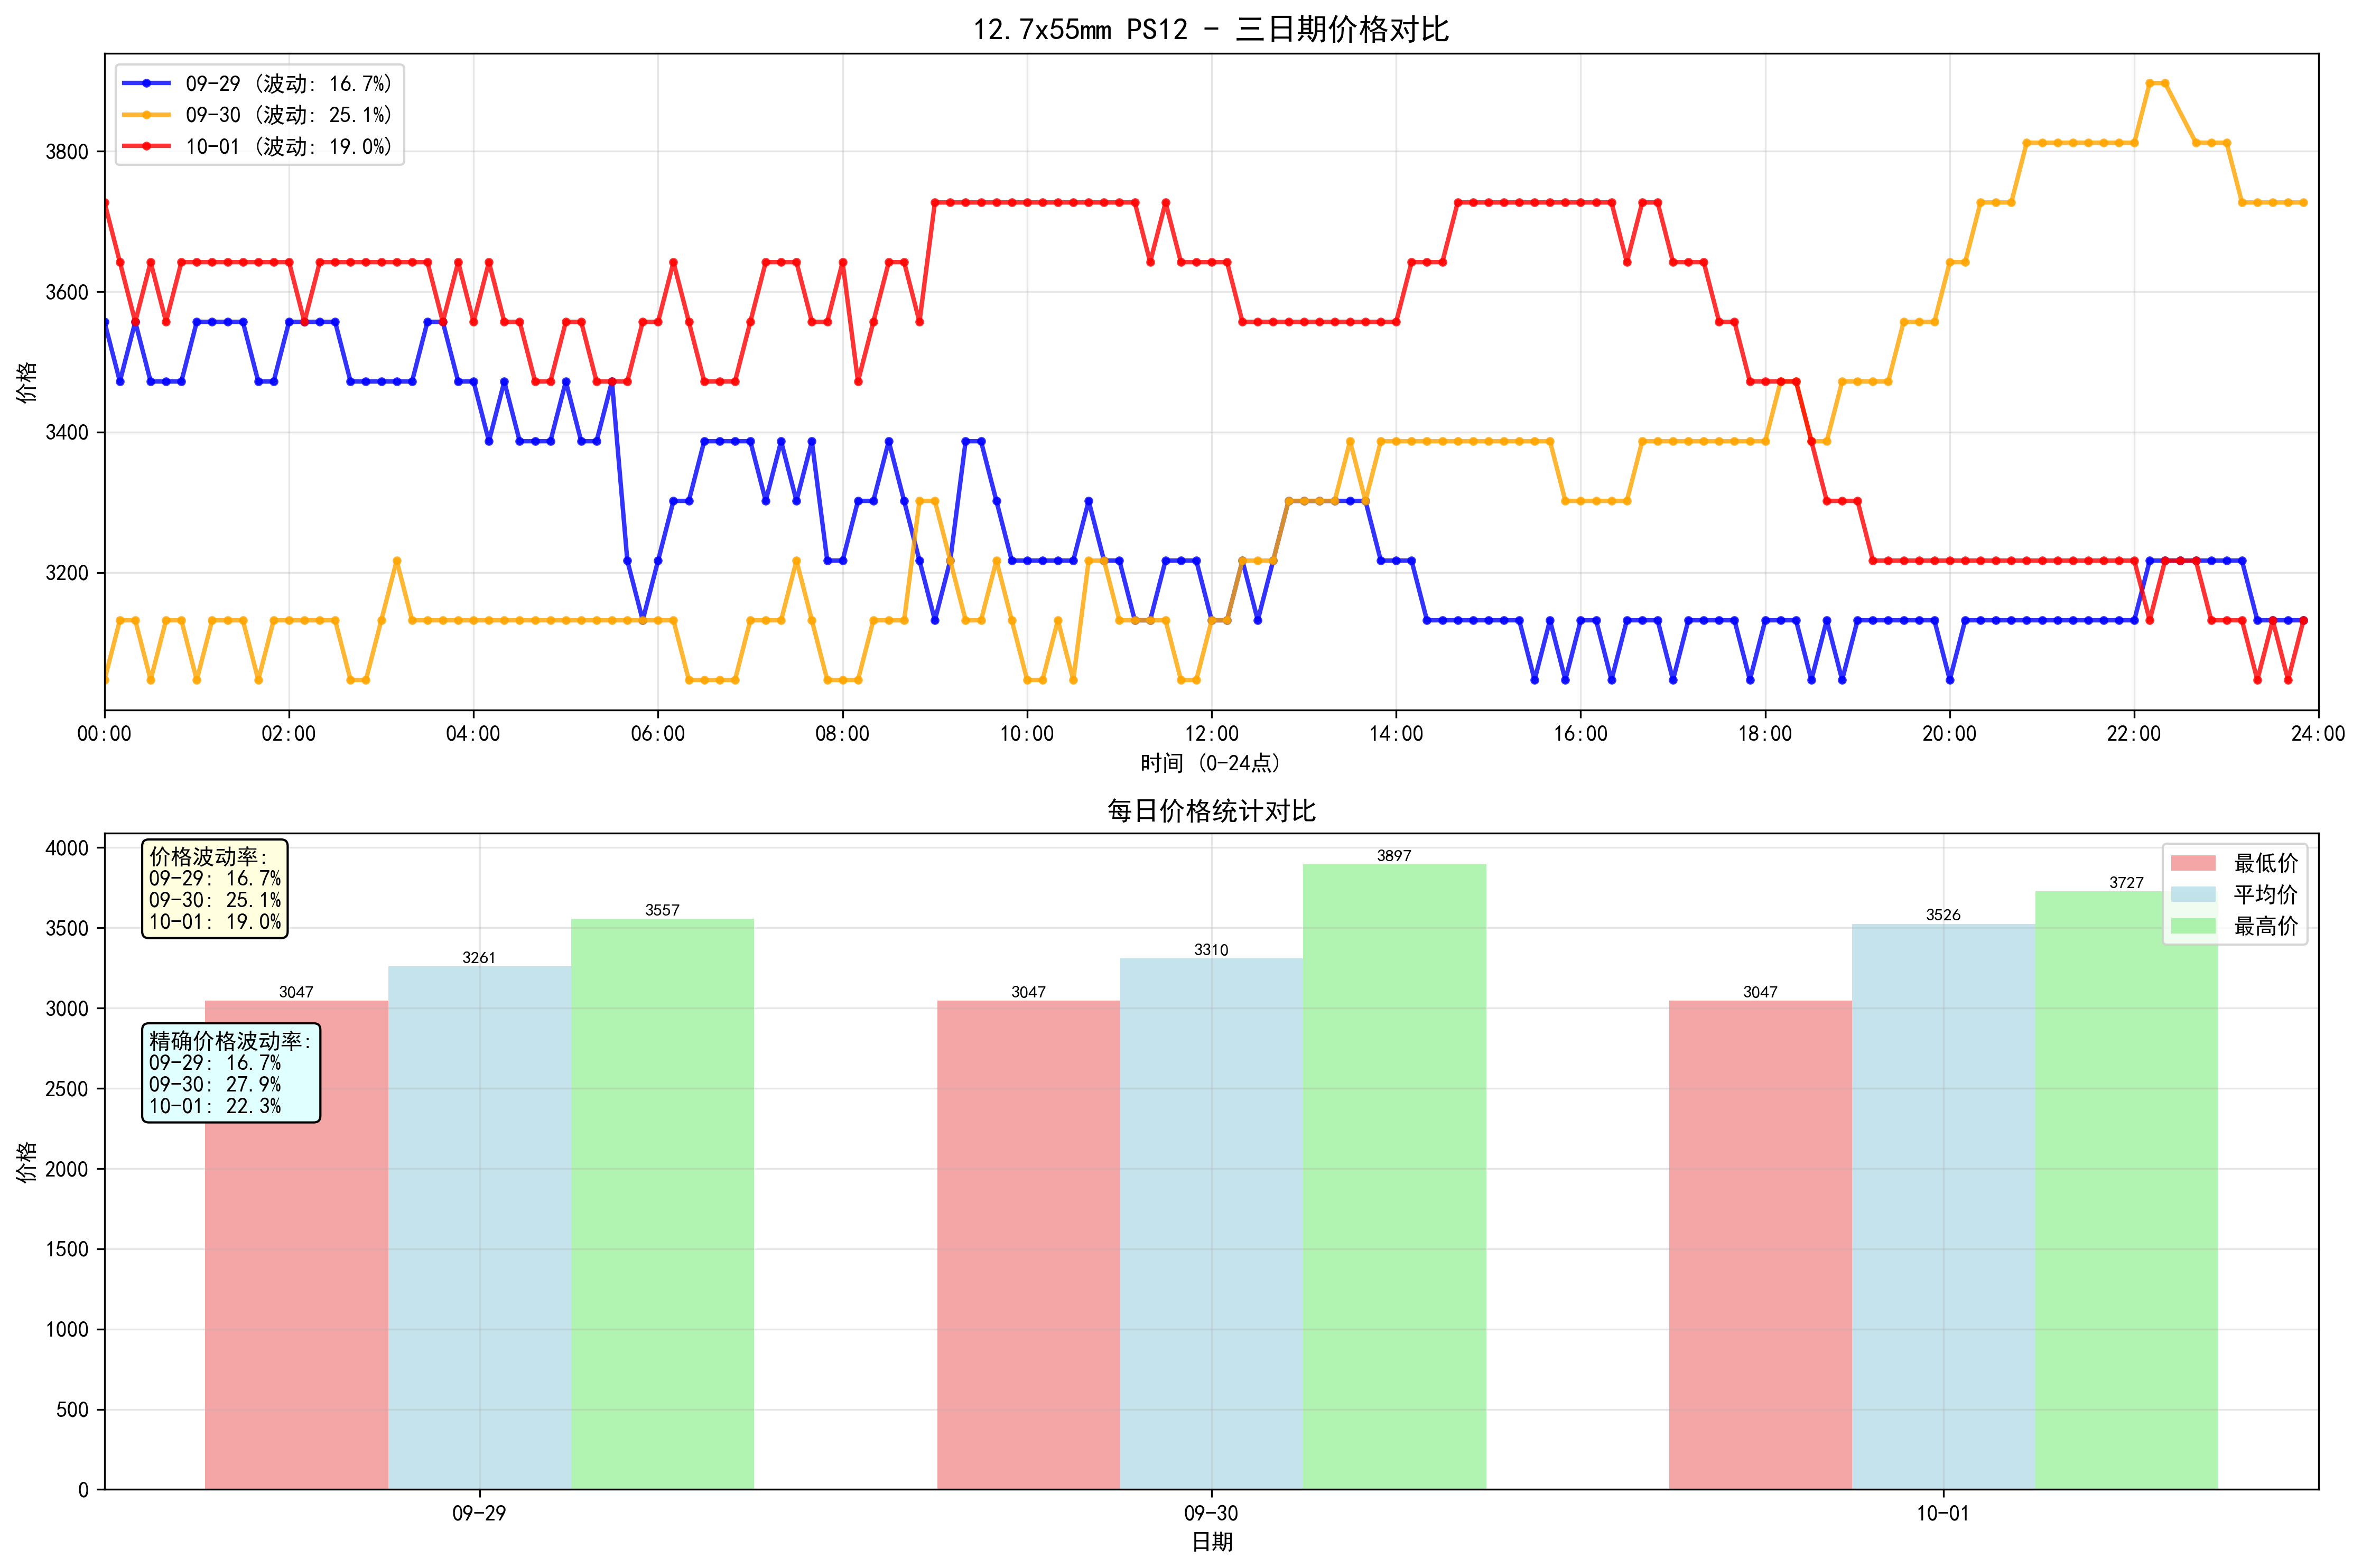 12.7x55mm PS12 - 三日期价格对比
09-29 (波动: 16.7%)
09-30 (波动: 25.1%)
10-01 (波动: 19.0%)
价格
3800
3600
3400
3200
00:00 02:00 04:00 06:00 08:00 10:00 12:00 14:00 16:00 18:00 20:00 22:00 24:00
时间 (0-24点)
每日价格统计对比
价格波动率:
09-29: 16.7%
09-30: 25.1%
10-01: 19.0%
精确价格波动率:
09-29: 16.7%
09-30: 27.9%
10-01: 22.3%
最低价
平均价
最高价
3047 3261 3557 3047 3310 3897 3047 3526 3727
价格
4000
3500
3000
2500
2000
1500
1000
500
0
09-29 09-30 10-01
日期